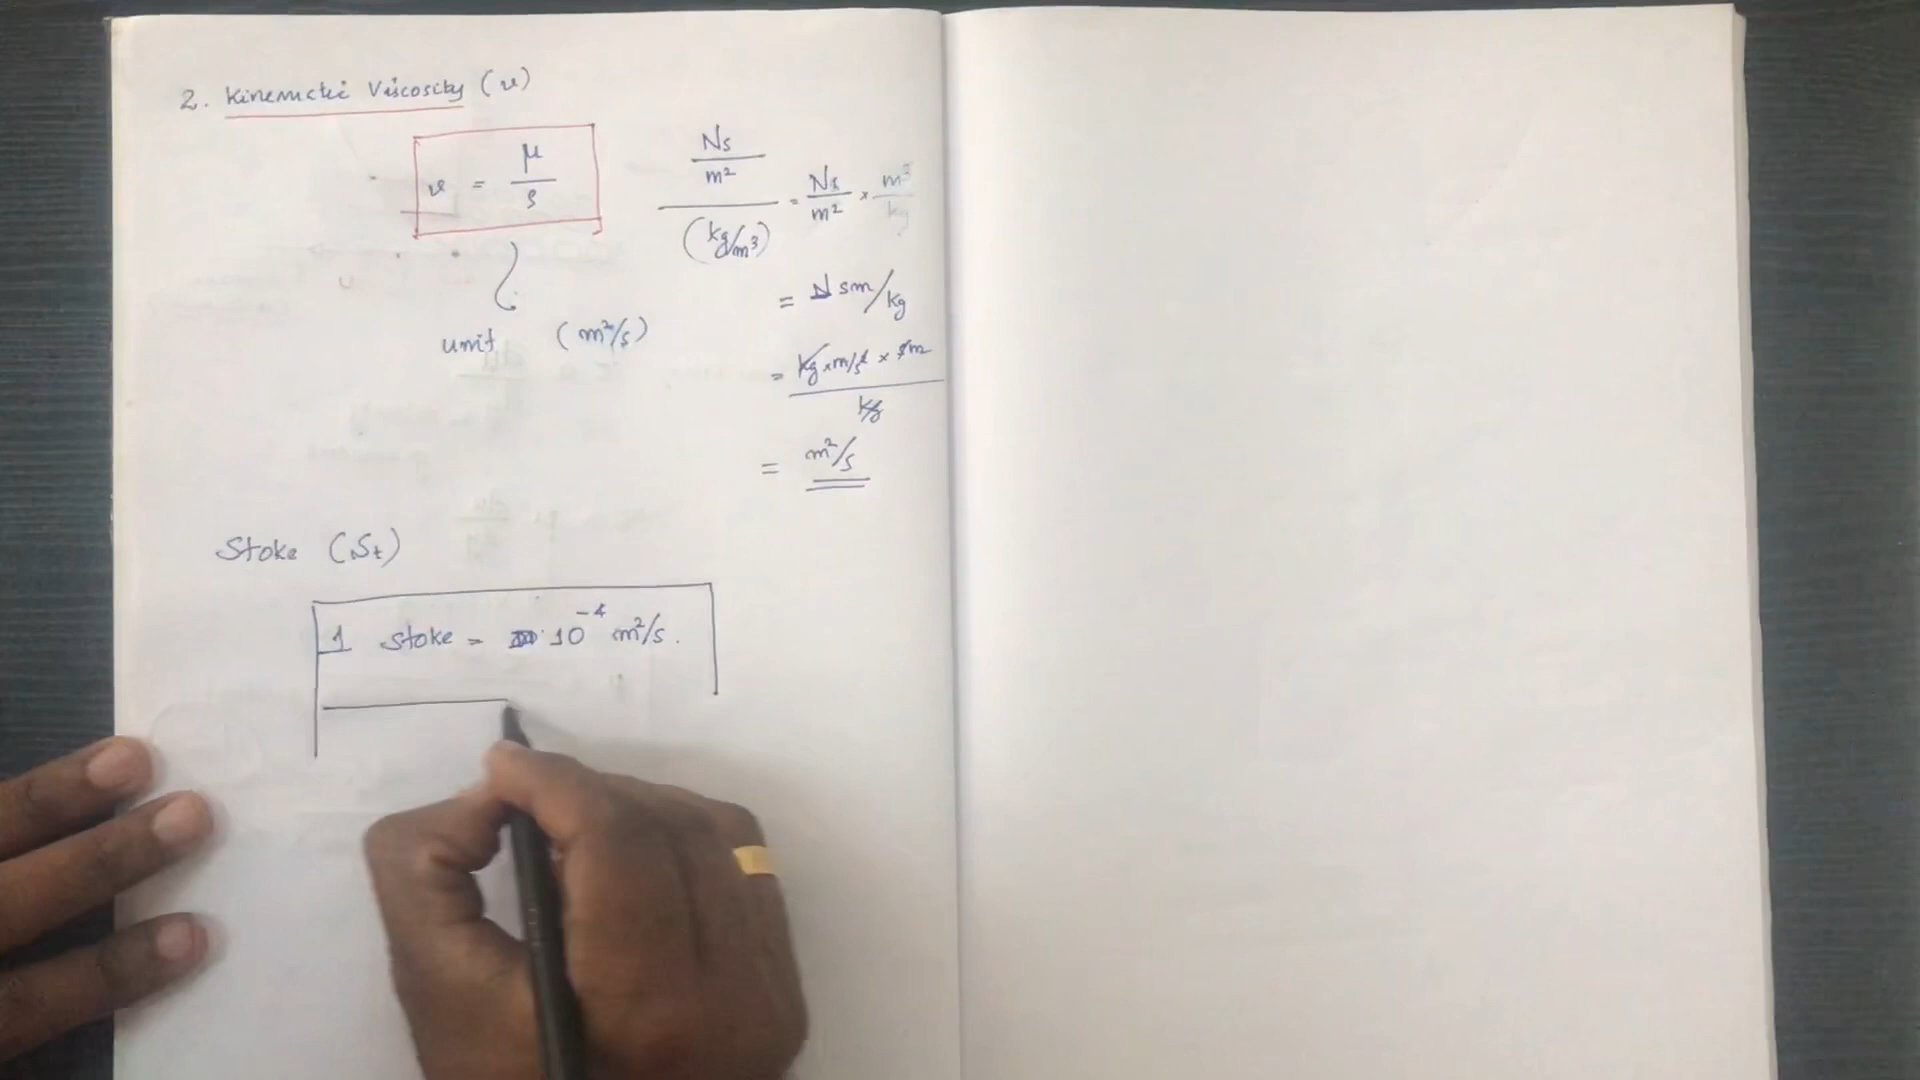 2. Kinematic Viscosity (ν)
ν = μ/ρ
Ns/m² / (kg/m³) = Ns/m² × m³/kg
= N sm/kg
unit (m²/s)
= kg × m/s² × sm / kg
= m²/s
Stoke (St)
1 stoke = 10⁻⁴ m²/s.